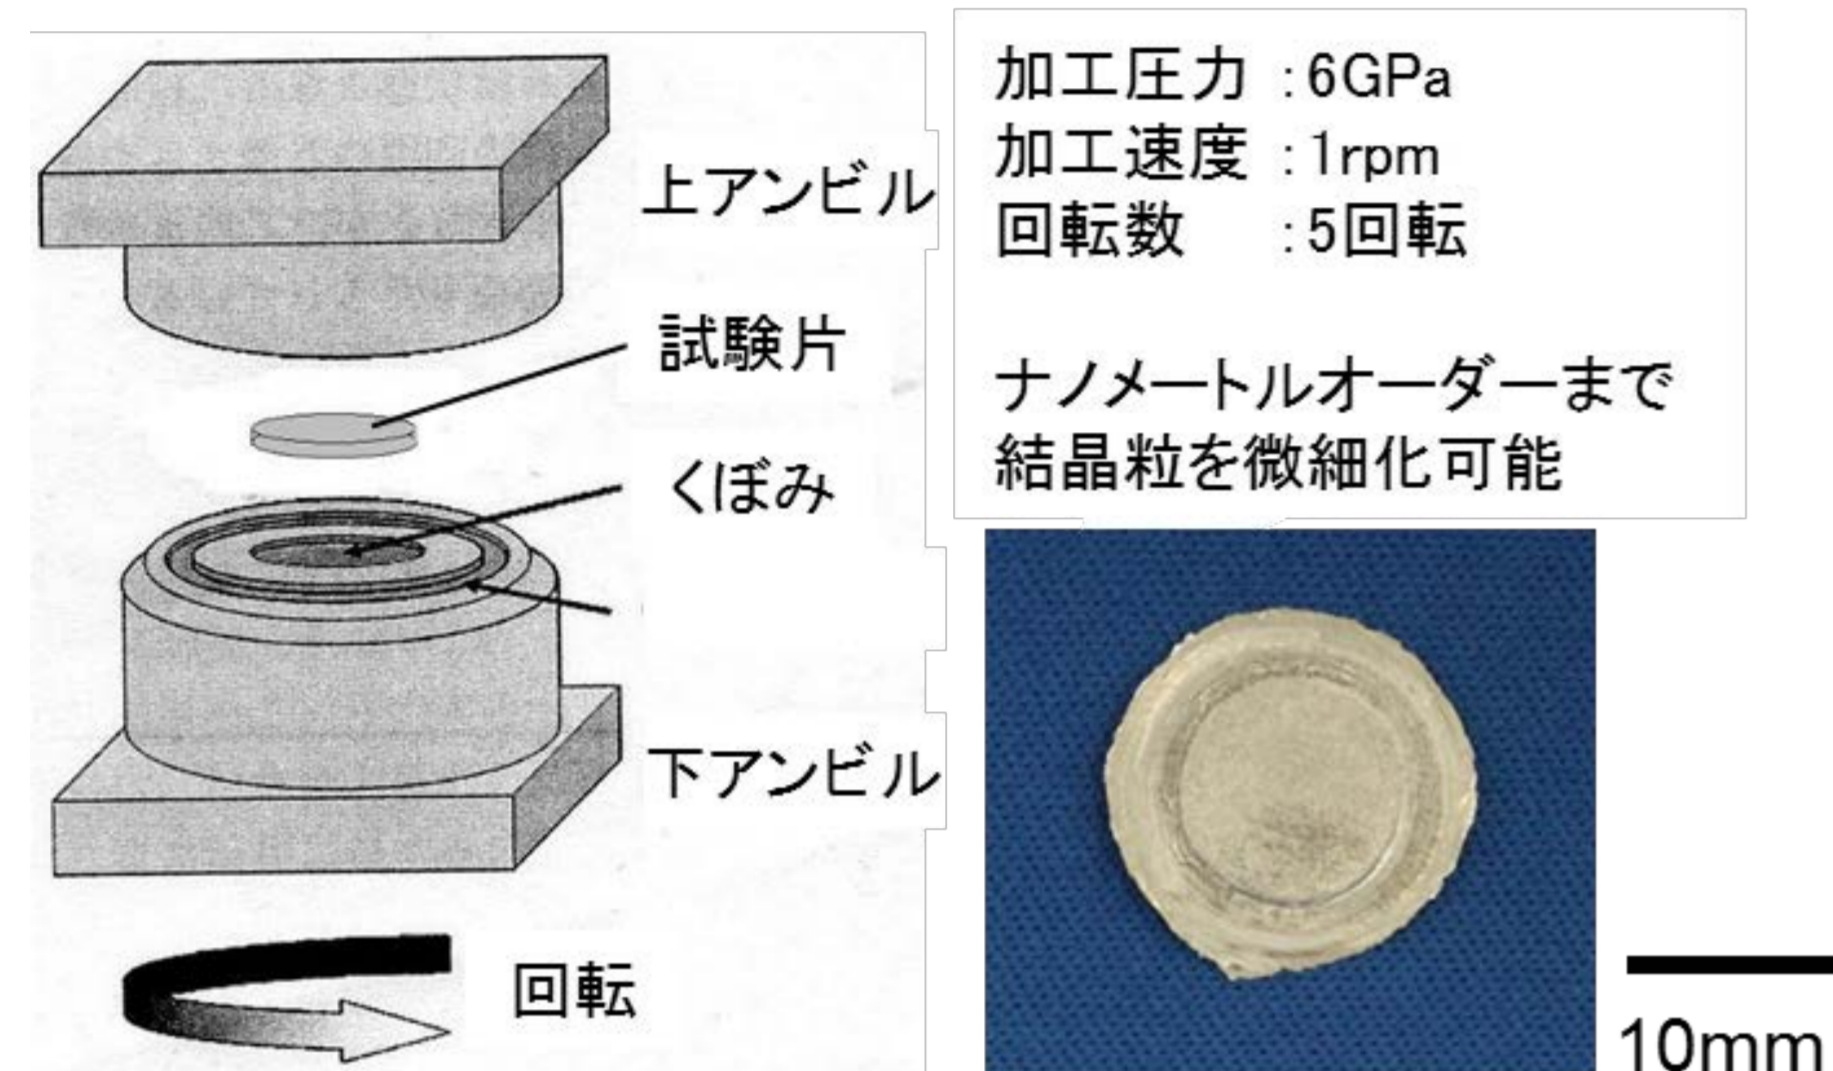 上アンビル
試験片
くぼみ
下アンビル
回転
加工圧力 :6GPa
加工速度 :1rpm
回転数 :5回転
ナノメートルオーダーまで
結晶粒を微細化可能
10mm